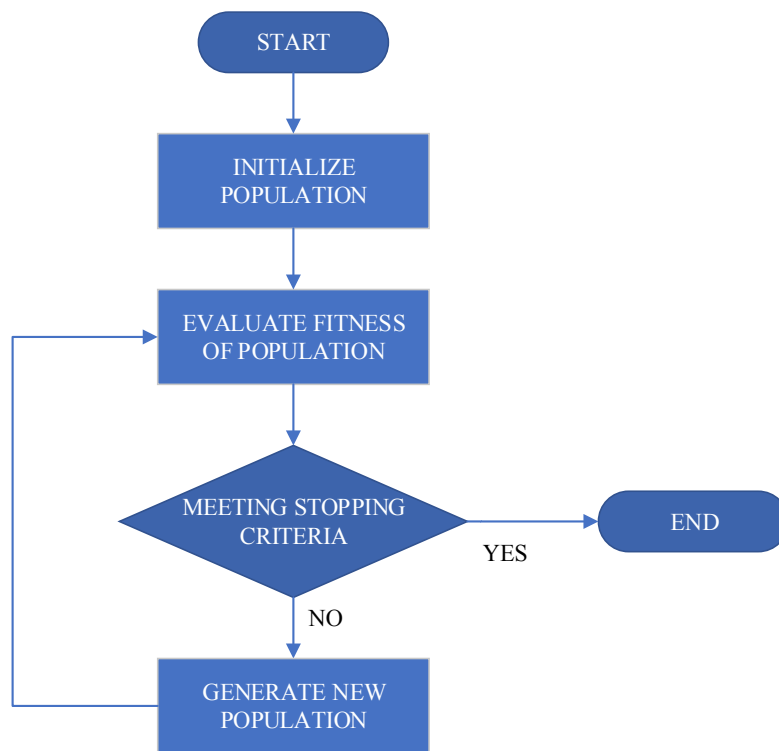 START
INITIALIZE
POPULATION
EVALUATE FITNESS
OF POPULATION
MEETING STOPPING
CRITERIA
YES
END
NO
GENERATE NEW
POPULATION